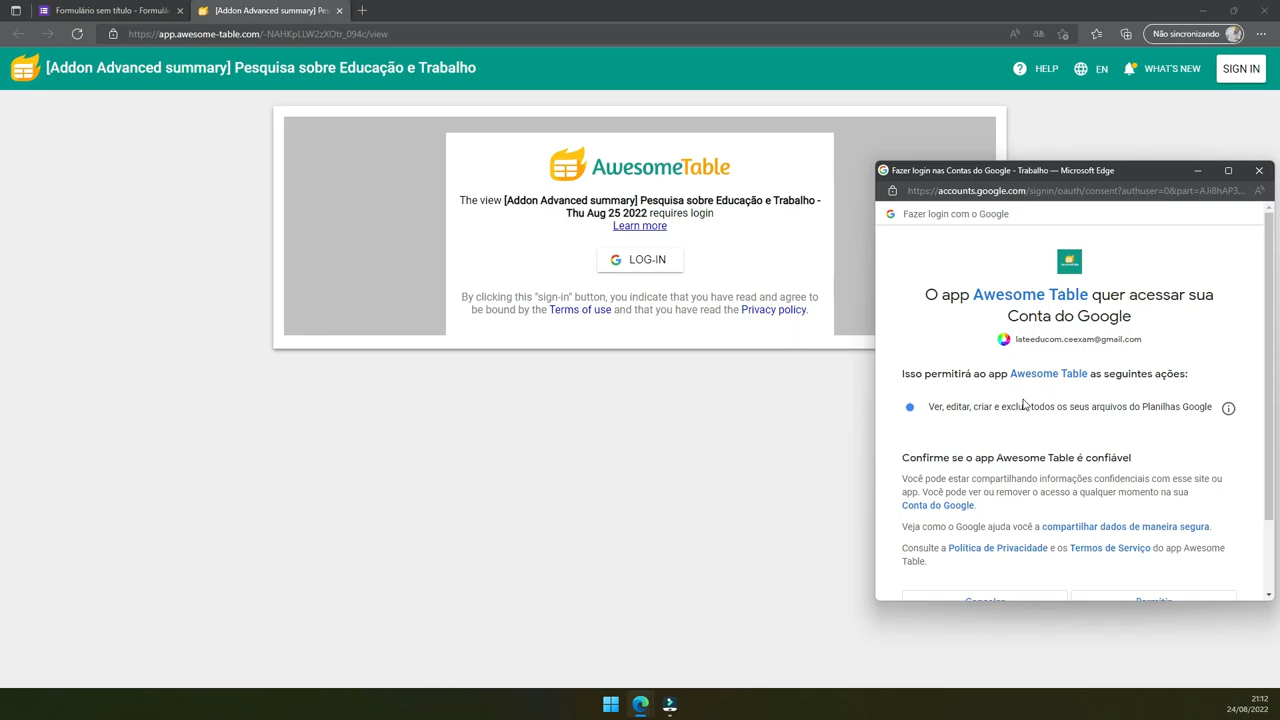 Formulário sem título - Formulá
[Addon Advanced summary] Pes
Não sincronizando
https://app.awesome-table.com/-NAHKpLLW2zXOtr_094c/view
[Addon Advanced summary] Pesquisa sobre Educação e Trabalho
HELP
EN
WHAT'S NEW
SIGN IN
AwesomeTable
The view [Addon Advanced summary] Pesquisa sobre Educação e Trabalho -
Thu Aug 25 2022 requires login
Learn more
LOG-IN
By clicking this "sign-in" button, you indicate that you have read and agree to
be bound by the Terms of use and that you have read the Privacy policy.
Fazer login nas Contas do Google - Trabalho — Microsoft Edge
https://accounts.google.com/signin/oauth/consent?authuser=0&part=AJi8hAP3...
Fazer login com o Google
O app Awesome Table quer acessar sua
Conta do Google
lateeducom.ceexam@gmail.com
Isso permitirá ao app Awesome Table as seguintes ações:
Ver, editar, criar e excluir todos os seus arquivos do Planilhas Google
Confirme se o app Awesome Table é confiável
Você pode estar compartilhando informações confidenciais com esse site ou
app. Você pode ver ou remover o acesso a qualquer momento na sua
Conta do Google.
Veja como o Google ajuda você a compartilhar dados de maneira segura.
Consulte a Política de Privacidade e os Termos de Serviço do app Awesome
Table.
Cancelar
Permitir
21:12
24/08/2022